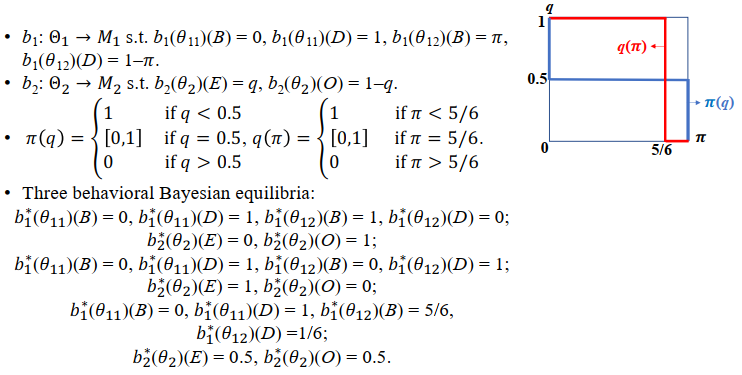 • b₁: Θ₁ → M₁ s.t. b₁(θ₁₁)(B) = 0, b₁(θ₁₁)(D) = 1, b₁(θ₁₂)(B) = π,
b₁(θ₁₂)(D) = 1–π.
• b₂: Θ₂ → M₂ s.t. b₂(θ₂)(E) = q, b₂(θ₂)(O) = 1–q.
1 if q < 0.5 1 if π < 5/6
• π(q) = { [0,1] if q = 0.5, q(π) = { [0,1] if π = 5/6.
0 if q > 0.5 0 if π > 5/6
• Three behavioral Bayesian equilibria:
b₁*(θ₁₁)(B) = 0, b₁*(θ₁₁)(D) = 1, b₁*(θ₁₂)(B) = 1, b₁*(θ₁₂)(D) = 0;
b₂*(θ₂)(E) = 0, b₂*(θ₂)(O) = 1;
b₁*(θ₁₁)(B) = 0, b₁*(θ₁₁)(D) = 1, b₁*(θ₁₂)(B) = 0, b₁*(θ₁₂)(D) = 1;
b₂*(θ₂)(E) = 1, b₂*(θ₂)(O) = 0;
b₁*(θ₁₁)(B) = 0, b₁*(θ₁₁)(D) = 1, b₁*(θ₁₂)(B) = 5/6,
b₁*(θ₁₂)(D) =1/6;
b₂*(θ₂)(E) = 0.5, b₂*(θ₂)(O) = 0.5.
q
1
q(π)
0.5
π(q)
π
0
5/6